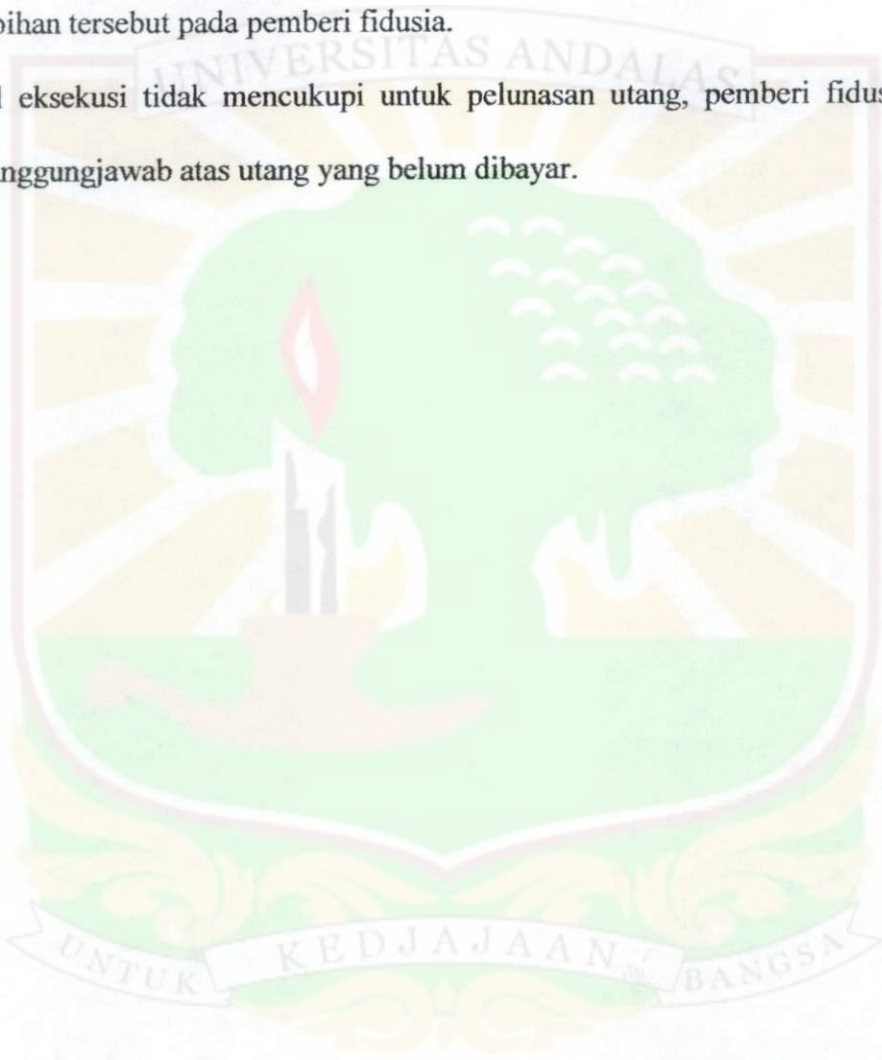 bihan tersebut pada pemberi fidusia.
UNIVERSITAS ANDALAS
l eksekusi tidak mencukupi untuk pelunasan utang, pemberi fidus
nggungjawab atas utang yang belum dibayar.
UNTUK KEDJAJAAN BANGSA